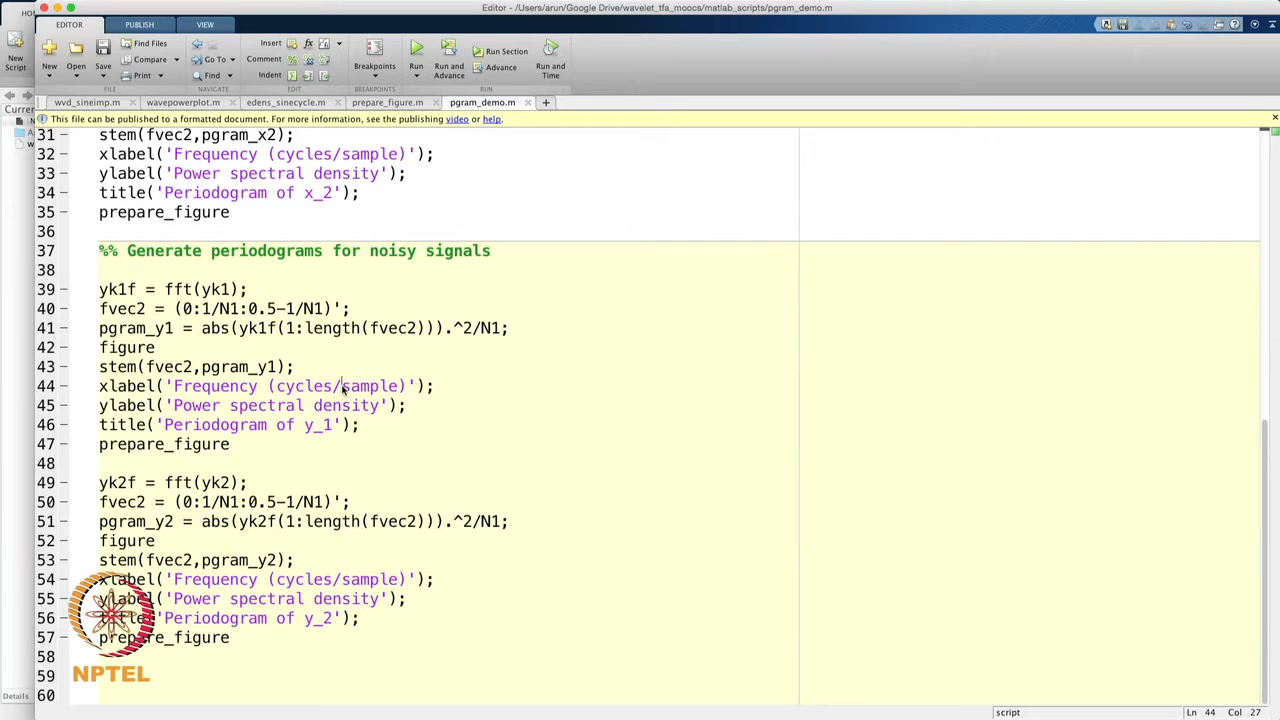 Editor - /Users/arun/Google Drive/wavelet_tfa_moocs/matlab_scripts/pgram_demo.m
EDITOR PUBLISH VIEW
New Script
New Open Save
Find Files
Compare
Print
Insert
Comment
Indent
Go To
Find
Breakpoints
Run
Run and Advance
Run Section
Advance
Run and Time
FILE NAVIGATE EDIT BREAKPOINTS RUN
wvd_sineimp.m wavepowerplot.m edens_sinecycle.m prepare_figure.m pgram_demo.m
This file can be published to a formatted document. For more information, see the publishing video or help.
31 stem(fvec2,pgram_x2);
32 xlabel('Frequency (cycles/sample)');
33 ylabel('Power spectral density');
34 title('Periodogram of x_2');
35 prepare_figure
36
37 %% Generate periodograms for noisy signals
38
39 yk1f = fft(yk1);
40 fvec2 = (0:1/N1:0.5-1/N1)';
41 pgram_y1 = abs(yk1f(1:length(fvec2))).^2/N1;
42 figure
43 stem(fvec2,pgram_y1);
44 xlabel('Frequency (cycles/sample)');
45 ylabel('Power spectral density');
46 title('Periodogram of y_1');
47 prepare_figure
48
49 yk2f = fft(yk2);
50 fvec2 = (0:1/N1:0.5-1/N1)';
51 pgram_y2 = abs(yk2f(1:length(fvec2))).^2/N1;
52 figure
53 stem(fvec2,pgram_y2);
54 xlabel('Frequency (cycles/sample)');
55 ylabel('Power spectral density');
56 title('Periodogram of y_2');
57 prepare_figure
58
59
60
NPTEL
Details
script Ln 44 Col 27